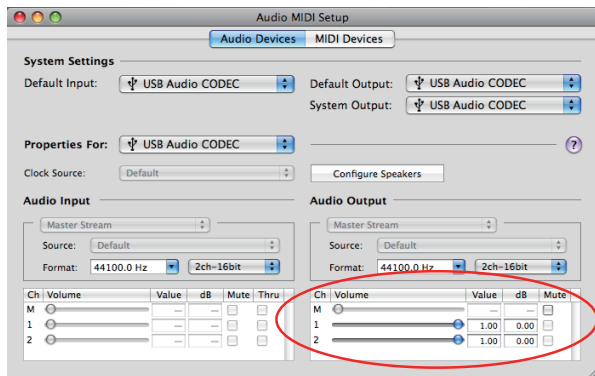 Audio MIDI Setup
Audio Devices MIDI Devices
System Settings
Default Input: USB Audio CODEC Default Output: USB Audio CODEC
System Output: USB Audio CODEC
Properties For: USB Audio CODEC ?
Clock Source: Default Configure Speakers
Audio Input Audio Output
Master Stream Master Stream
Source: Default Source: Default
Format: 44100.0 Hz 2ch-16bit Format: 44100.0 Hz 2ch-16bit
Ch Volume Value dB Mute Thru Ch Volume Value dB Mute
M — — M — —
1 — — 1 1.00 0.00
2 — — 2 1.00 0.00